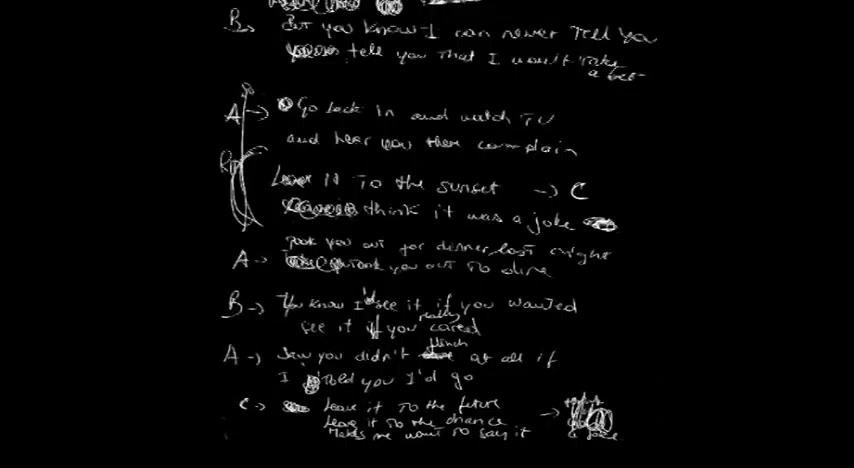 B→ But you know I can never Tell you
tell you That I won't Take
a bet
A→ Go back in and watch TV
and hear you there complain
Leave it To the sunset → C
think it was a joke
Took you out for dinner last night
A→ Took you out To dine
B→ You know I'd see it if you wanted
really
see it if you cared
flinch
A→ Saw you didn't at all if
I Told you I'd go
C→ Leave it To the future
Leave it To the chance →
Makes me want To say it
a joke